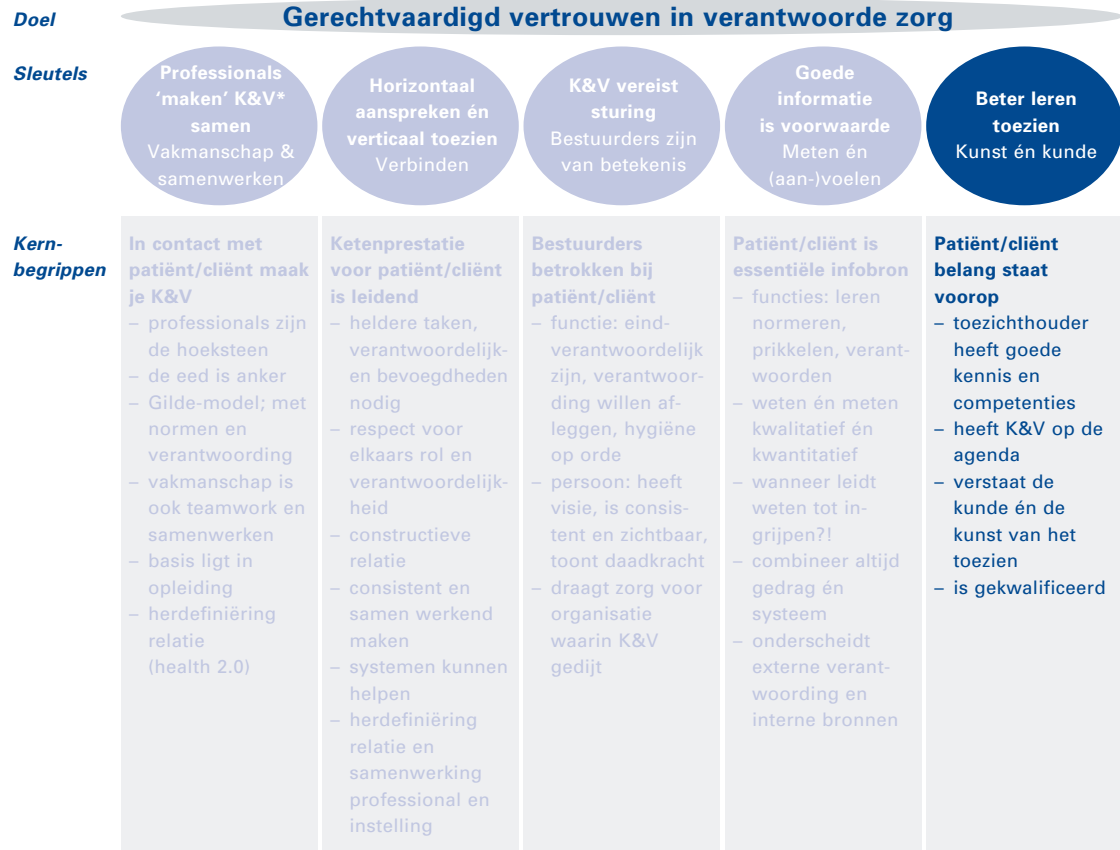 Doel
Gerechtvaardigd vertrouwen in verantwoorde zorg
Sleutels
Professionals
‘maken’ K&V*
samen
Vakmanschap &
samenwerken
Horizontaal
aanspreken én
verticaal toezien
Verbinden
K&V vereist
sturing
Bestuurders zijn
van betekenis
Goede
informatie
is voorwaarde
Meten én
(aan-)voelen
Beter leren
toezien
Kunst én kunde
Kern-
begrippen
In contact met
patiënt/cliënt maak
je K&V
– professionals zijn
de hoeksteen
– de eed is anker
– Gilde-model; met
normen en
verantwoording
– vakmanschap is
ook teamwork en
samenwerken
– basis ligt in
opleiding
– herdefiniëring
relatie
(health 2.0)
Ketenprestatie
voor patiënt/cliënt
is leidend
– heldere taken,
verantwoordelijk-
en bevoegdheden
nodig
– respect voor
elkaars rol en
verantwoordelijk-
heid
– constructieve
relatie
– consistent en
samen werkend
maken
– systemen kunnen
helpen
– herdefiniëring
relatie en
samenwerking
professional en
instelling
Bestuurders
betrokken bij
patiënt/cliënt
– functie: eind-
verantwoordelijk
zijn, verantwoor-
ding willen af-
leggen, hygiëne
op orde
– persoon: heeft
visie, is consis-
tent en zichtbaar,
toont daadkracht
– draagt zorg voor
organisatie
waarin K&V
gedijt
Patiënt/cliënt is
essentiële infobron
– functies: leren
normeren,
prikkelen, verant-
woorden
– weten én meten
kwalitatief én
kwantitatief
– wanneer leidt
weten tot in-
grijpen?!
– combineer altijd
gedrag én
systeem
– onderscheidt
externe verant-
woording en
interne bronnen
Patiënt/cliënt
belang staat
voorop
– toezichthouder
heeft goede
kennis en
competenties
– heeft K&V op de
agenda
– verstaat de
kunde én de
kunst van het
toezien
– is gekwalificeerd